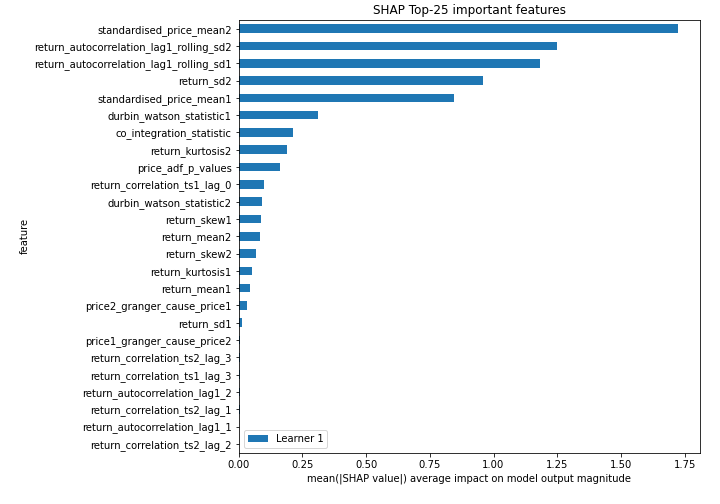 SHAP Top-25 important features
standardised_price_mean2
return_autocorrelation_lag1_rolling_sd2
return_autocorrelation_lag1_rolling_sd1
return_sd2
standardised_price_mean1
durbin_watson_statistic1
co_integration_statistic
return_kurtosis2
price_adf_p_values
return_correlation_ts1_lag_0
durbin_watson_statistic2
return_skew1
return_mean2
return_skew2
return_kurtosis1
return_mean1
price2_granger_cause_price1
return_sd1
price1_granger_cause_price2
return_correlation_ts2_lag_3
return_correlation_ts1_lag_3
return_autocorrelation_lag1_2
return_correlation_ts2_lag_1
return_autocorrelation_lag1_1
return_correlation_ts2_lag_2
feature
Learner 1
0.00 0.25 0.50 0.75 1.00 1.25 1.50 1.75
mean(|SHAP value|) average impact on model output magnitude